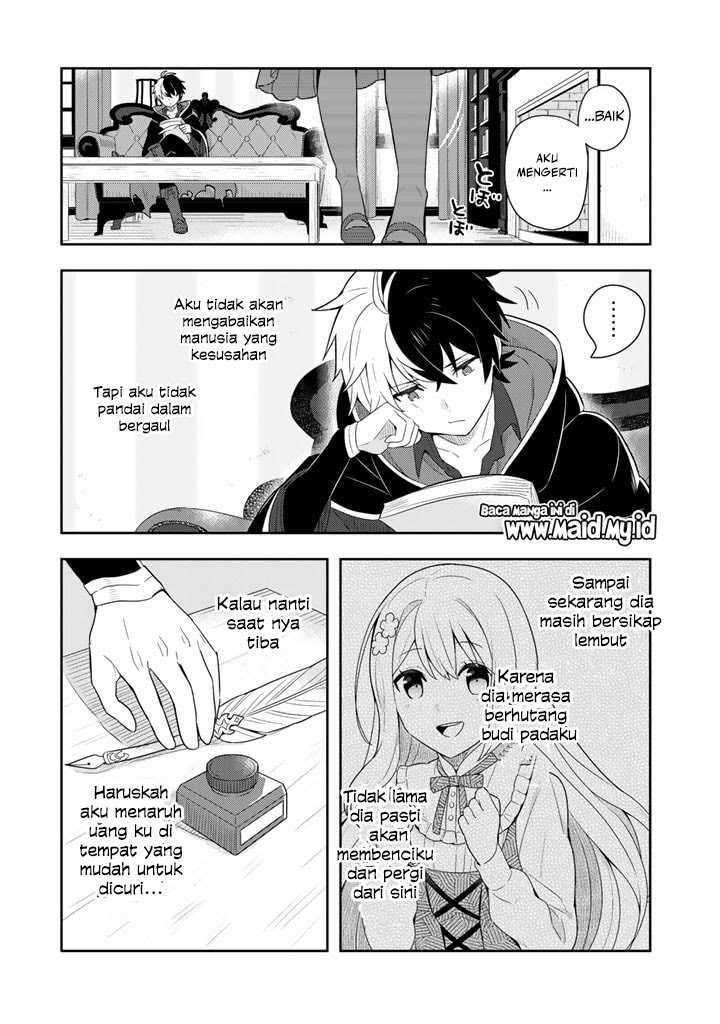 ...BAIK
AKU
MENGERTI
...
とぼ
とぼ
......
Aku tidak akan
mengabaikan
manusia yang
kesusahan
Tapi aku tidak
pandai dalam
bergaul
Baca Manga ini di
www.Maid.My.id
Sampai
sekarang dia
masih bersikap
lembut
Karena
dia merasa
berhutang
budi padaku
Tidak lama
dia pasti
akan
membenciku
dan pergi
dari sini
Kalau nanti
saat nya
tiba
Haruskah
aku menaruh
uang ku di
tempat yang
mudah untuk
dicuri...